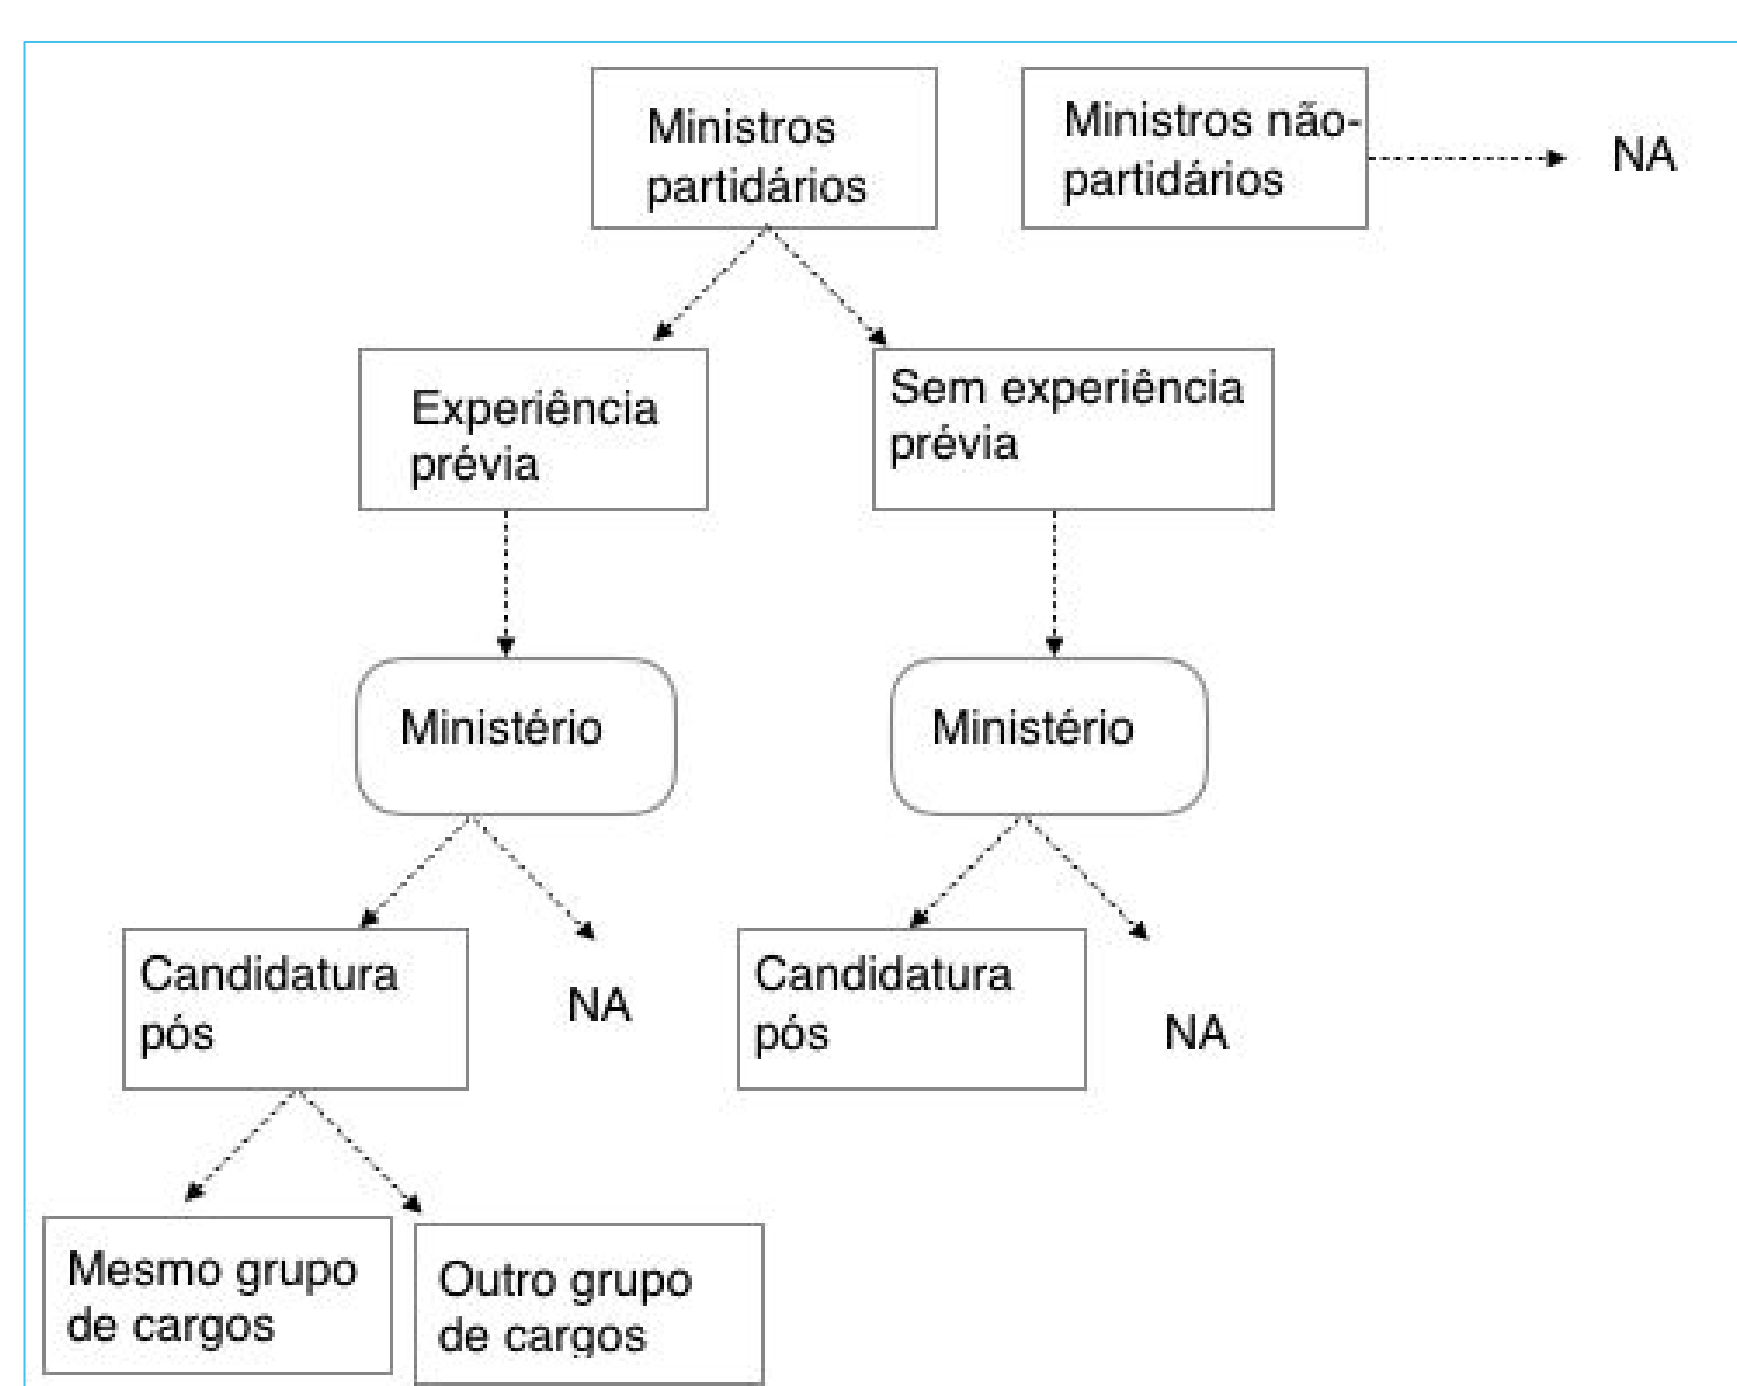 Ministros
partidários
Ministros não-
partidários
NA
Experiência
prévia
Sem experiência
prévia
Ministério
Ministério
Candidatura
pós
NA
Candidatura
pós
NA
Mesmo grupo
de cargos
Outro grupo
de cargos